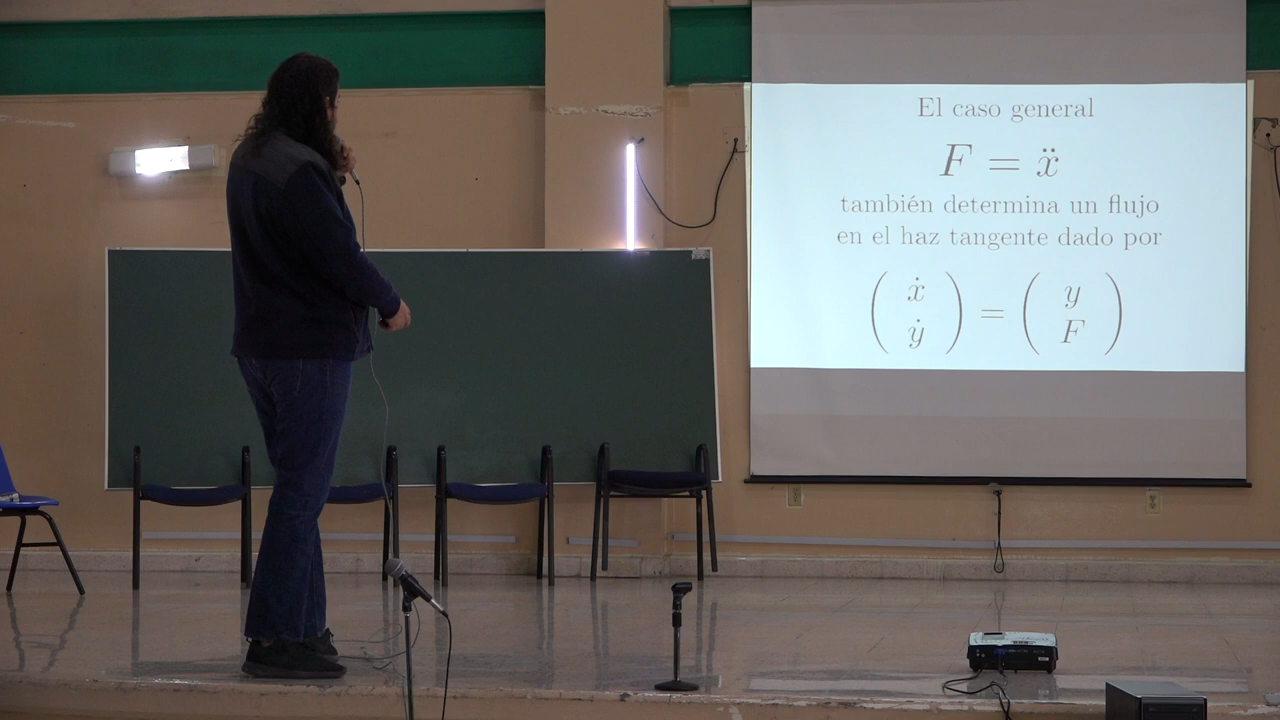 El caso general
F = ẍ
también determina un flujo
en el haz tangente dado por
( ẋ ) = ( y )
( ẏ ) ( F )